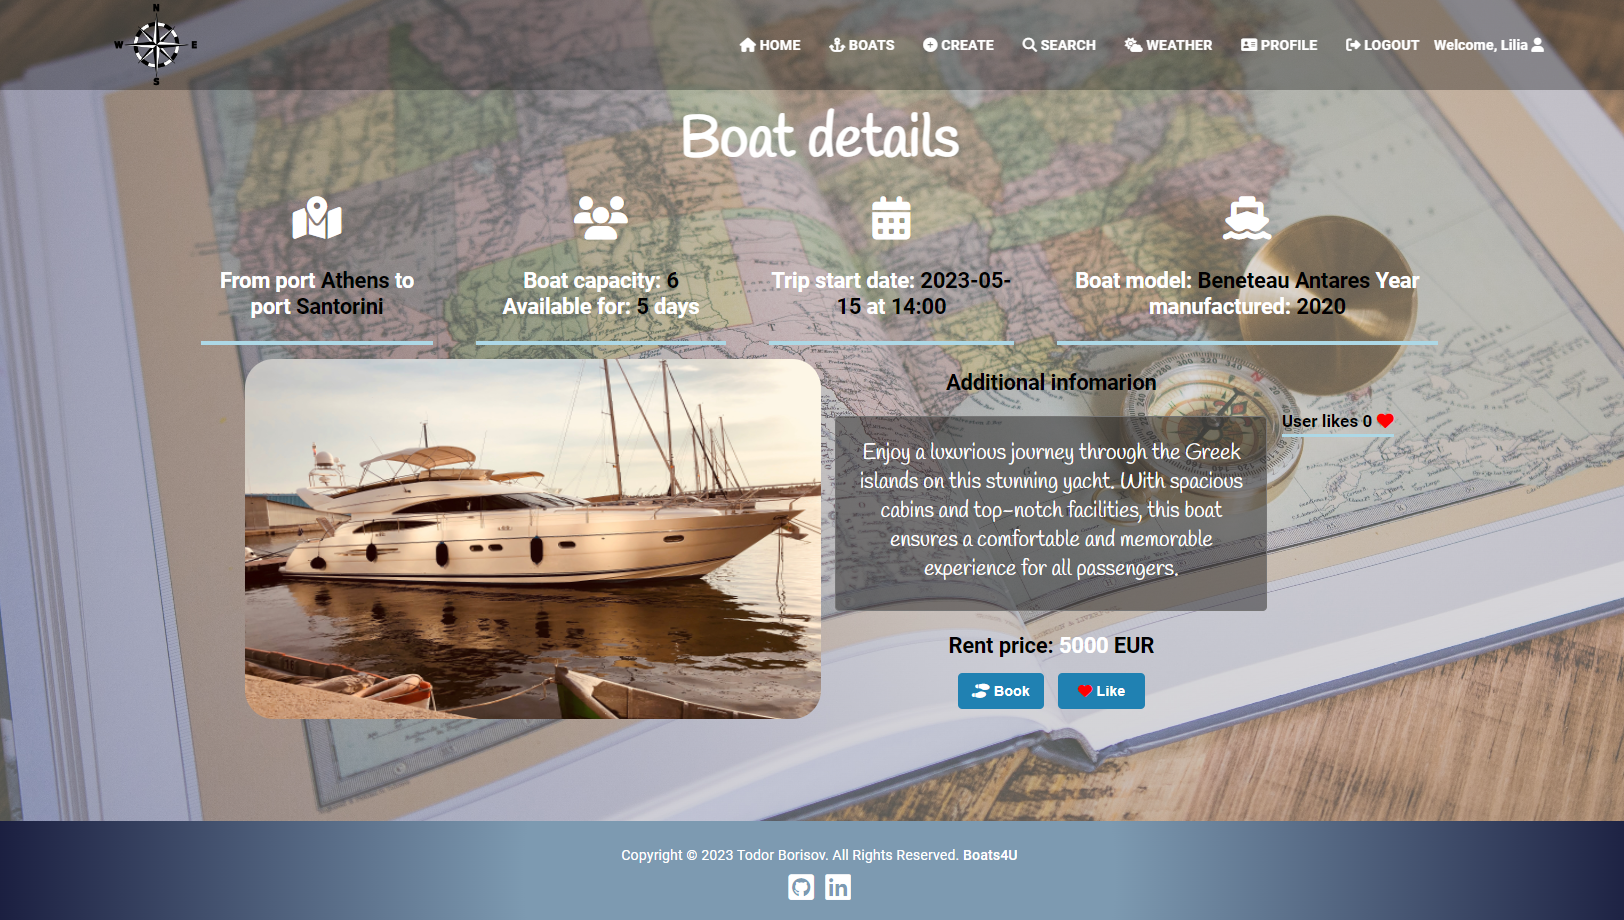 N
W E
S
HOME BOATS CREATE SEARCH WEATHER PROFILE LOGOUT Welcome, Lilia
Boat details
From port Athens to
port Santorini
Boat capacity: 6
Available for: 5 days
Trip start date: 2023-05-
15 at 14:00
Boat model: Beneteau Antares Year
manufactured: 2020
Additional infomarion
User likes 0
Enjoy a luxurious journey through the Greek
islands on this stunning yacht. With spacious
cabins and top-notch facilities, this boat
ensures a comfortable and memorable
experience for all passengers.
Rent price: 5000 EUR
Book Like
Copyright © 2023 Todor Borisov. All Rights Reserved. Boats4U
in